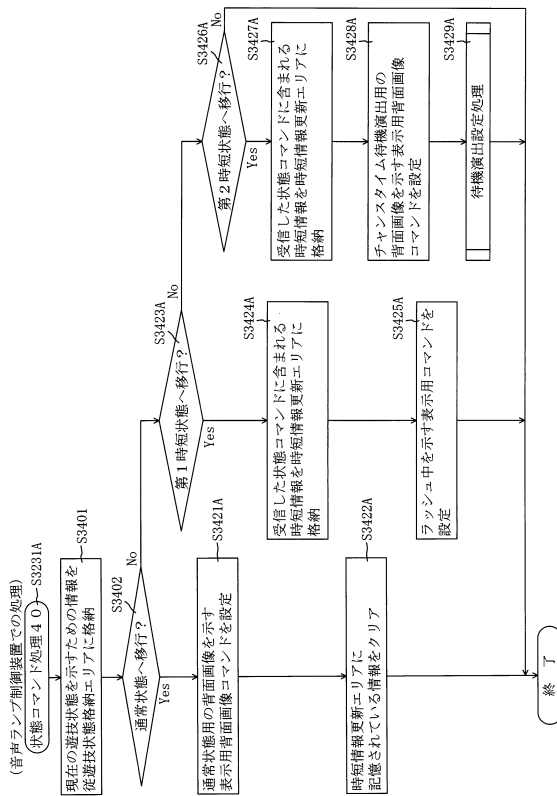 (音声ランプ制御装置での処理)
状態コマンド処理40
S3231A
現在の遊技状態を示すための情報を
従遊技状態格納エリアに格納
S3401
通常状態へ移行?
S3402
Yes
No
通常状態用の背面画像を示す
表示用背面画像コマンドを設定
S3421A
時短情報更新エリアに
記憶されている情報をクリア
S3422A
第1時短状態へ移行?
S3423A
Yes
No
受信した状態コマンドに含まれる
時短情報を時短情報更新エリアに
格納
S3424A
ラッシュ中を示す表示用コマンドを
設定
S3425A
第2時短状態へ移行?
S3426A
Yes
No
受信した状態コマンドに含まれる
時短情報を時短情報更新エリアに
格納
S3427A
チャンスタイム待機演出用の
背面画像を示す表示用背面画像
コマンドを設定
S3428A
待機演出設定処理
S3429A
終了